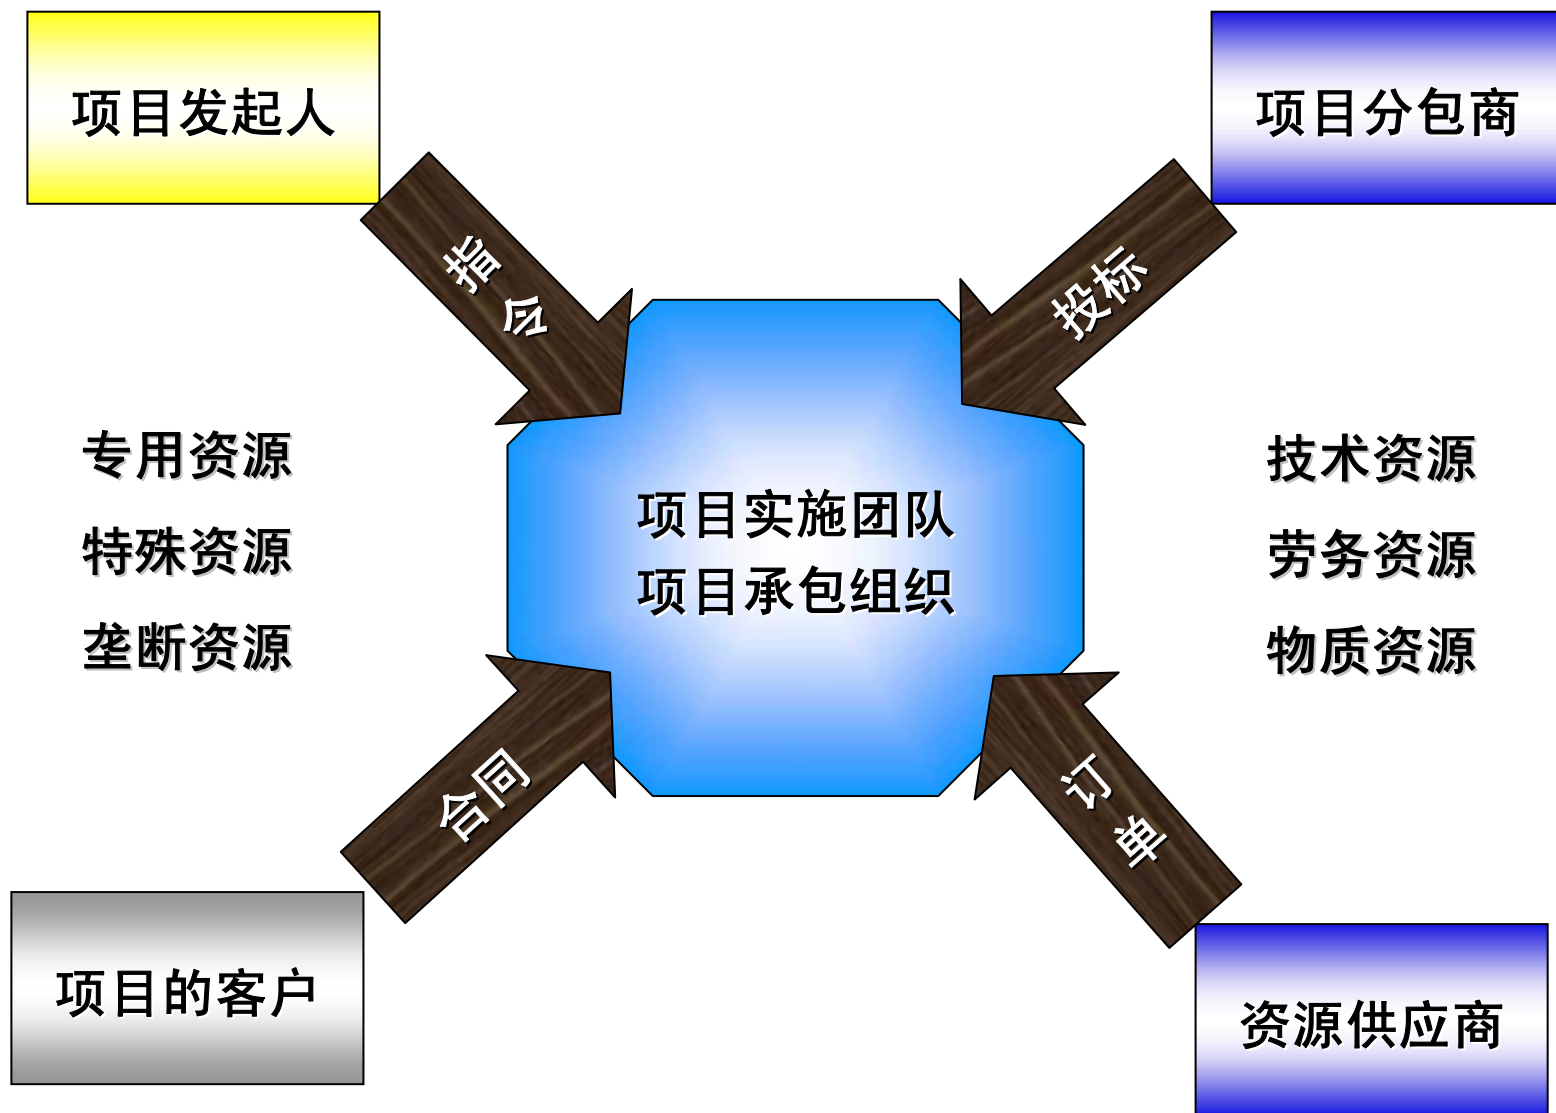 项目发起人
项目分包商
指令
投标
专用资源
特殊资源
垄断资源
项目实施团队
项目承包组织
技术资源
劳务资源
物质资源
合同
订单
项目的客户
资源供应商